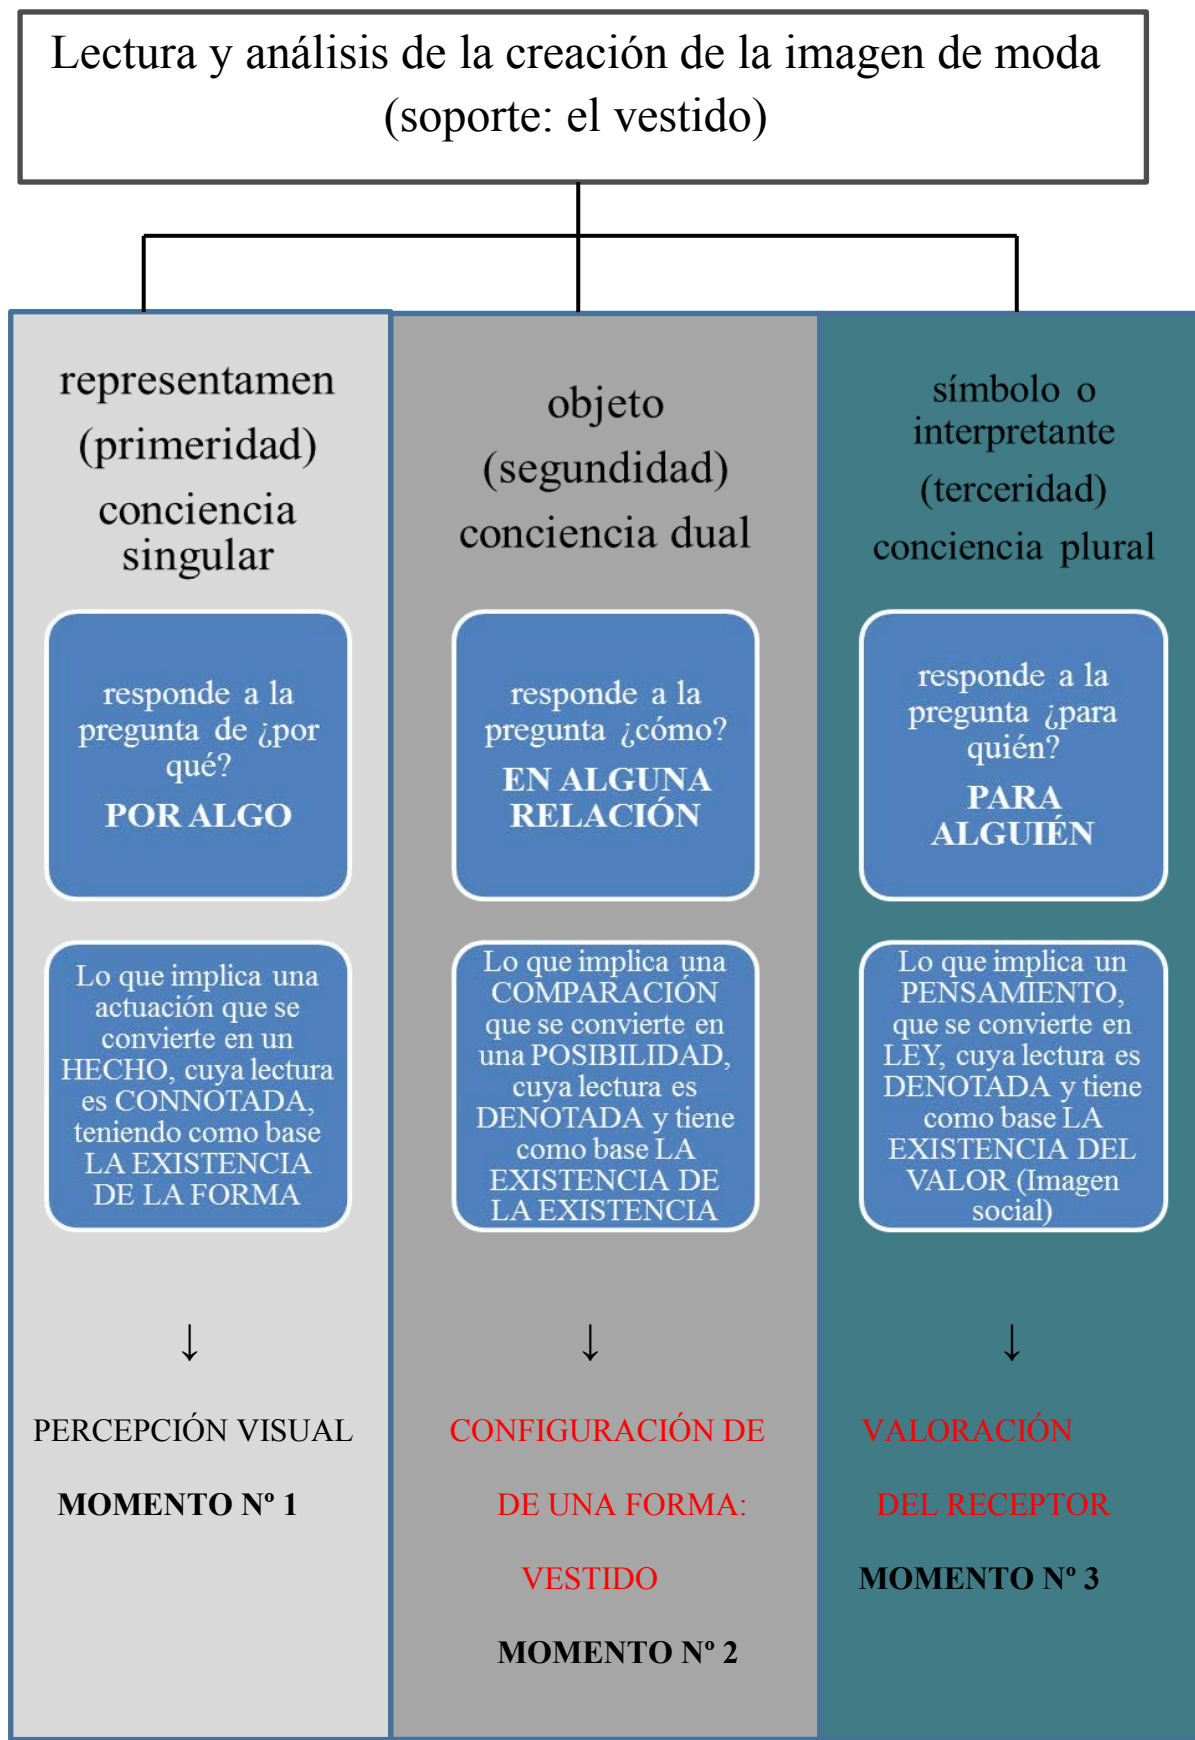 Lectura y análisis de la creación de la imagen de moda
(soporte: el vestido)
representamen
(primeridad)
conciencia
singular
responde a la
pregunta de ¿por
qué?
POR ALGO
Lo que implica una
actuación que se
convierte en un
HECHO, cuya lectura
es CONNOTADA,
teniendo como base
LA EXISTENCIA
DE LA FORMA
↓
PERCEPCIÓN VISUAL
MOMENTO Nº 1
objeto
(segundidad)
conciencia dual
responde a la
pregunta ¿cómo?
EN ALGUNA
RELACIÓN
Lo que implica una
COMPARACIÓN
que se convierte en
una POSIBILIDAD,
cuya lectura es
DENOTADA y tiene
como base LA
EXISTENCIA DE
LA EXISTENCIA
↓
CONFIGURACIÓN DE
DE UNA FORMA:
VESTIDO
MOMENTO Nº 2
símbolo o
interpretante
(terceridad)
conciencia plural
responde a la
pregunta ¿para
quién?
PARA
ALGUIÉN
Lo que implica un
PENSAMIENTO,
que se convierte en
LEY, cuya lectura es
DENOTADA y tiene
como base LA
EXISTENCIA DEL
VALOR (Imagen
social)
↓
VALORACIÓN
DEL RECEPTOR
MOMENTO Nº 3